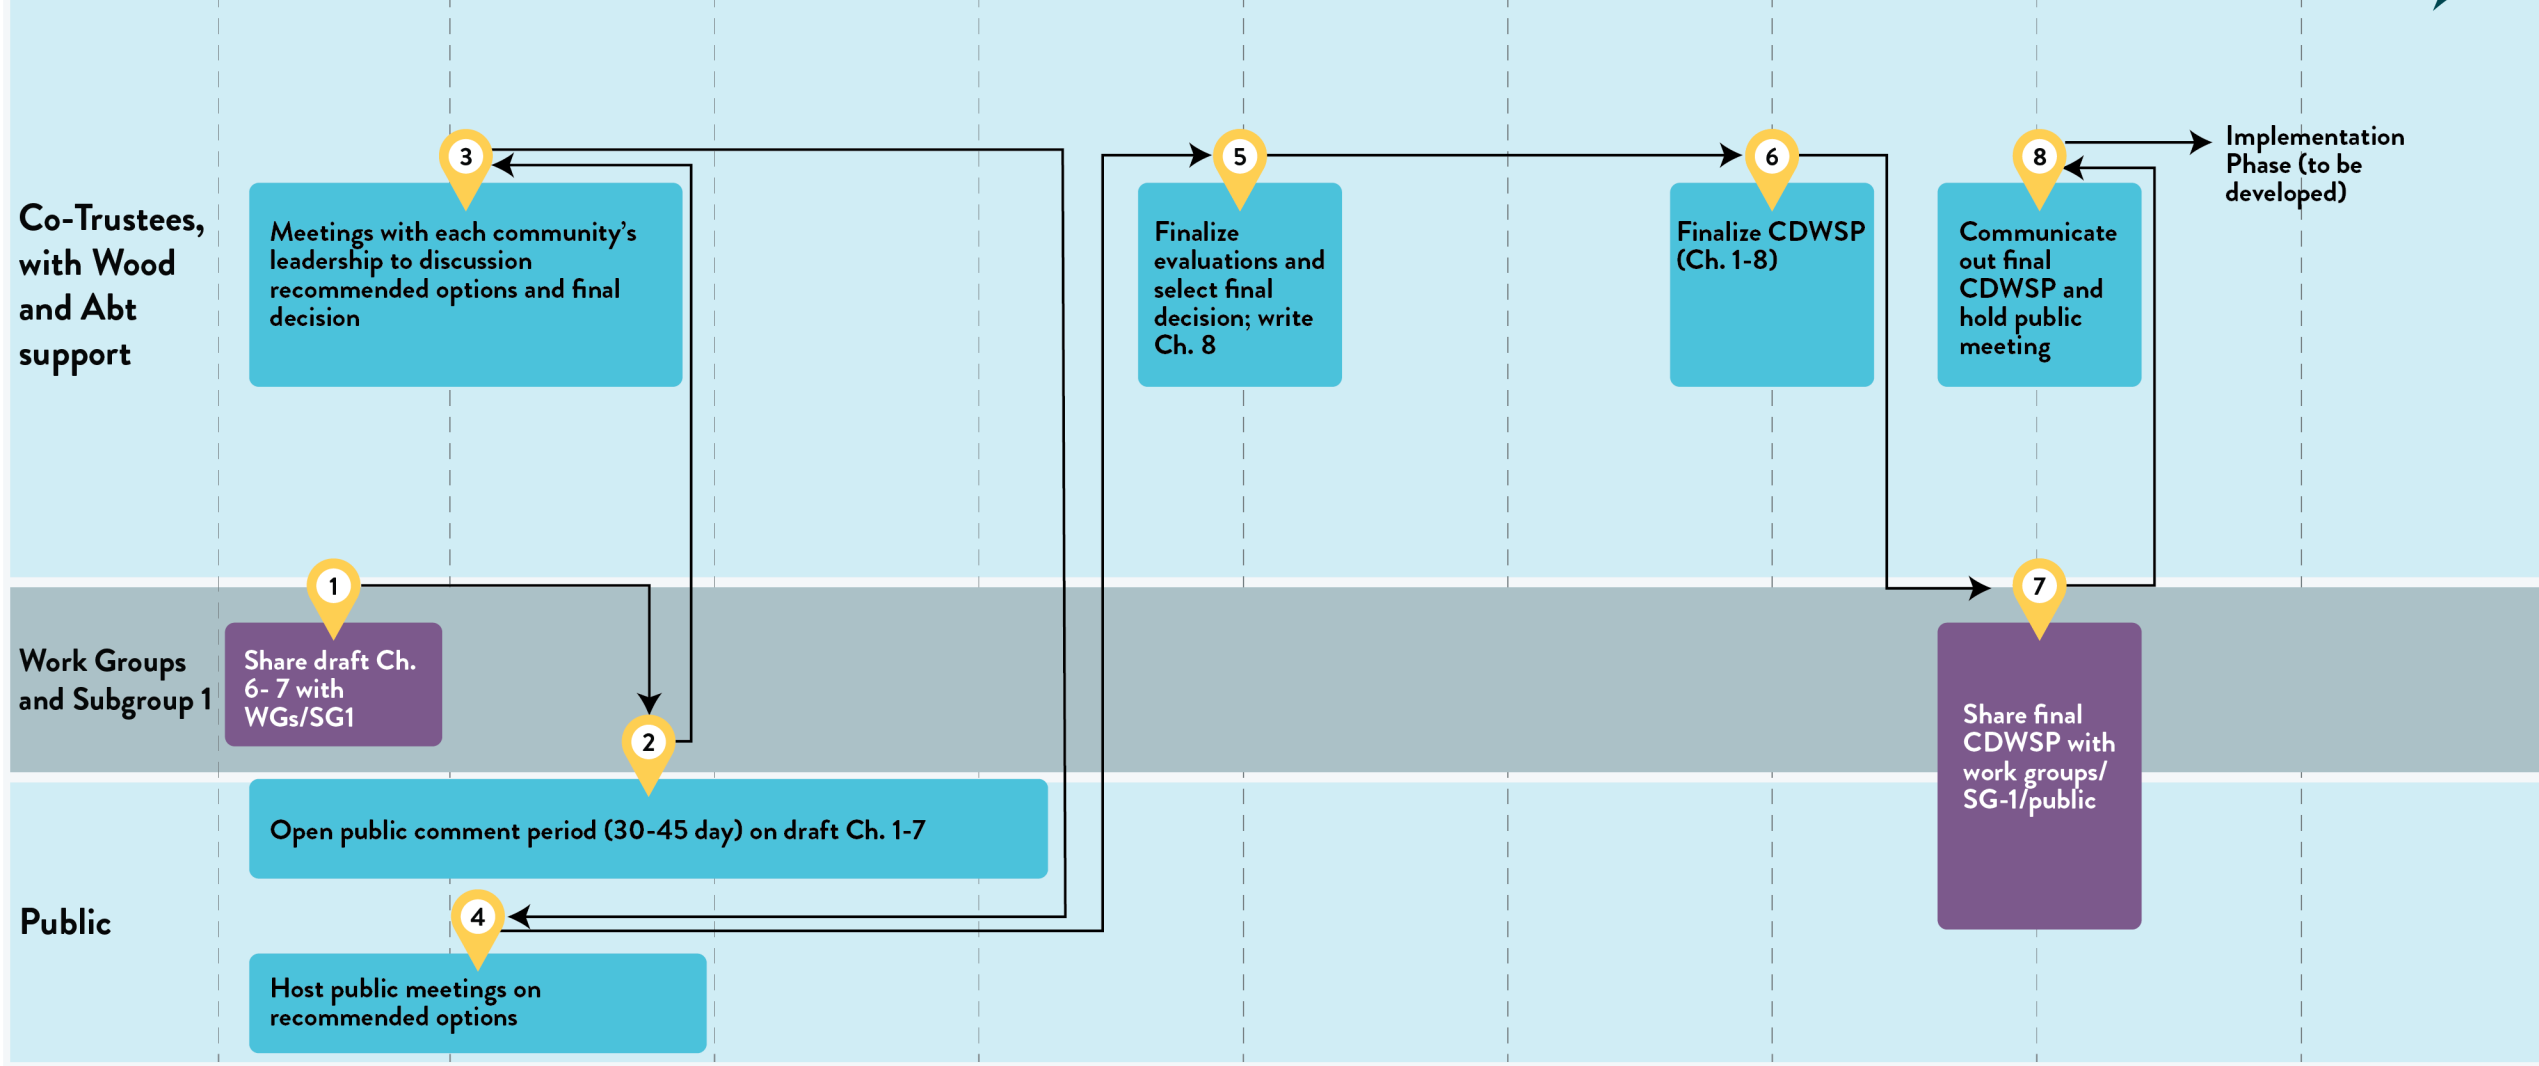 Co-Trustees,
with Wood
and Abt
support
3
Meetings with each community's
leadership to discussion
recommended options and final
decision
5
Finalize
evaluations and
select final
decision; write
Ch. 8
6
Finalize CDWSP
(Ch. 1-8)
8
Communicate
out final
CDWSP and
hold public
meeting
Implementation
Phase (to be
developed)
Work Groups
and Subgroup 1
1
Share draft Ch.
6- 7 with
WGs/SG1
2
7
Share final
CDWSP with
work groups/
SG-1/public
Public
Open public comment period (30-45 day) on draft Ch. 1-7
4
Host public meetings on
recommended options